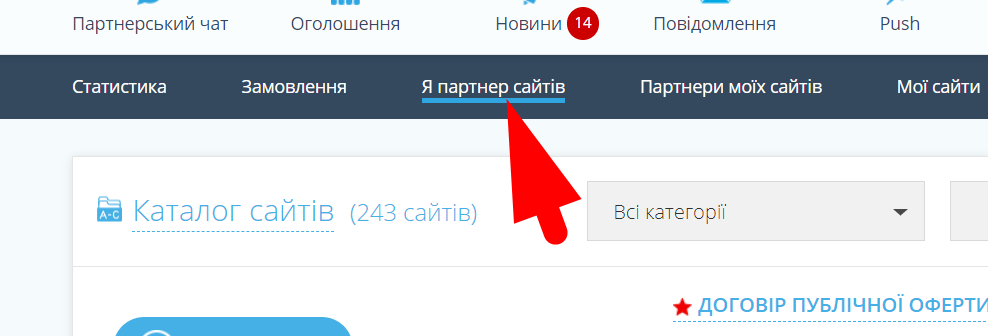 Партнерський чат Оголошення Новини 14 Повідомлення Push
Статистика Замовлення Я партнер сайтів Партнери моїх сайтів Мої сайти
A-C Каталог сайтів (243 сайтів) Всі категорії
ДОГОВІР ПУБЛІЧНОЇ ОФЕРТИ